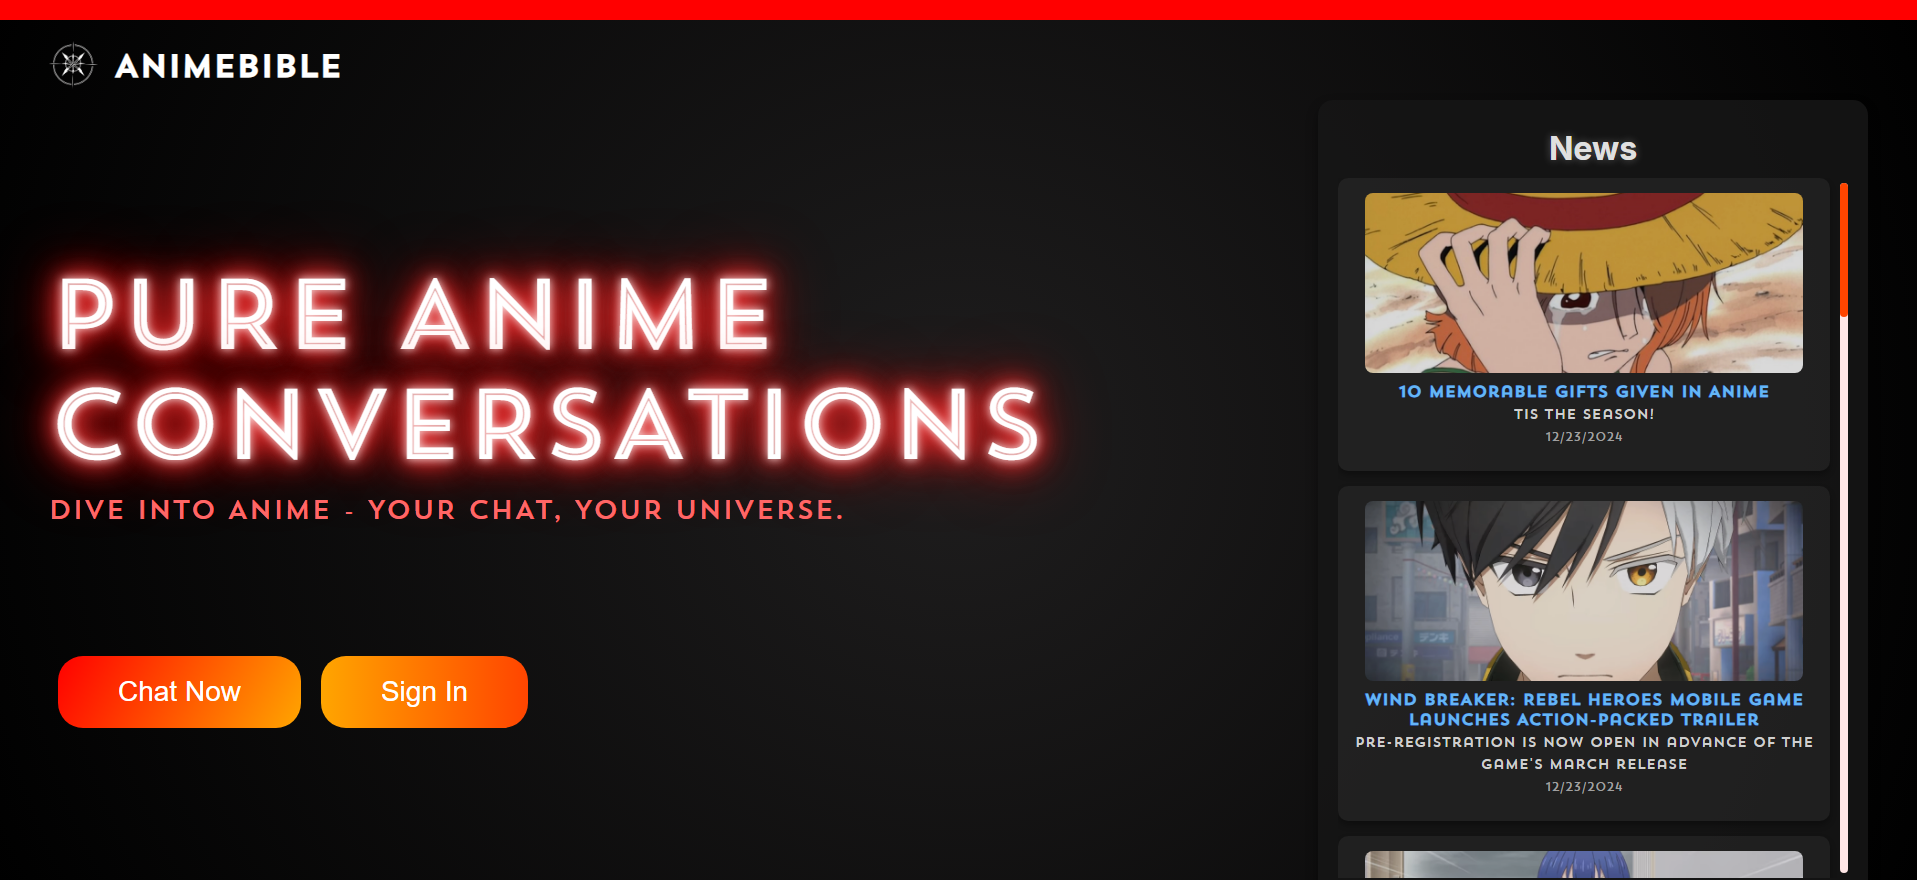 ANIMEBIBLE
PURE ANIME
CONVERSATIONS
DIVE INTO ANIME - YOUR CHAT, YOUR UNIVERSE.
Chat Now
Sign In
News
10 MEMORABLE GIFTS GIVEN IN ANIME
TIS THE SEASON!
12/23/2024
WIND BREAKER: REBEL HEROES MOBILE GAME
LAUNCHES ACTION-PACKED TRAILER
PRE-REGISTRATION IS NOW OPEN IN ADVANCE OF THE
GAME'S MARCH RELEASE
12/23/2024